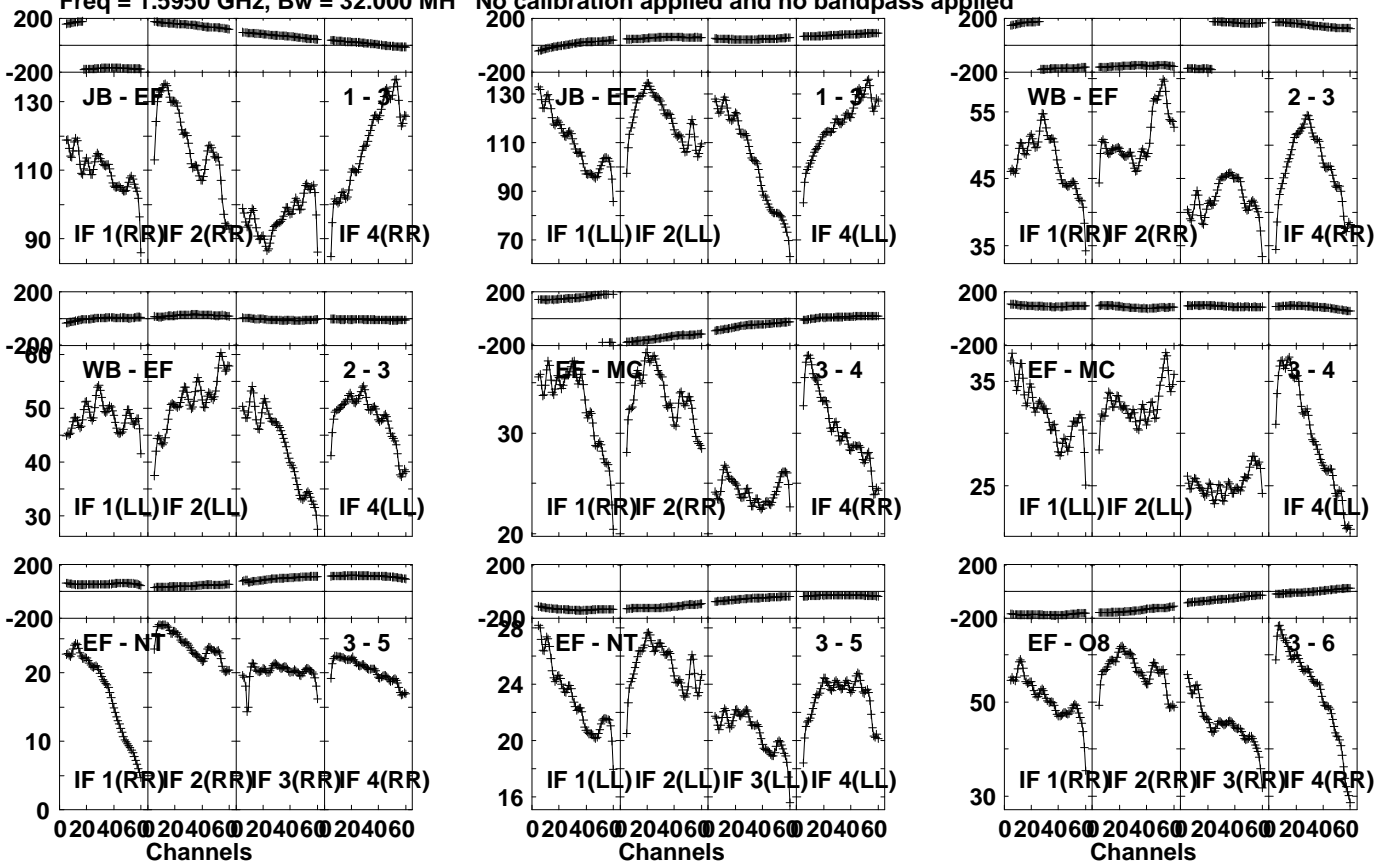 Freq = 1.5950 GHz, Bw = 32.000 MH No calibration applied and no bandpass applied
200 200 200
-200 -200 -200
JB - EF 1 - 3 JB - EF 1 - 3 WB - EF 2 - 3
130 130 55
110 110 45
90 90 35
70
IF 1(RR) IF 2(RR) IF 4(RR) IF 1(LL) IF 2(LL) IF 4(LL) IF 1(RR) IF 2(RR) IF 4(RR)
200 200 200
-200 -200 -200
WB - EF 2 - 3 EF - MC 3 - 4 EF - MC 3 - 4
60 35
50 30 25
40 20
30
IF 1(LL) IF 2(LL) IF 4(LL) IF 1(RR) IF 2(RR) IF 4(RR) IF 1(LL) IF 2(LL) IF 4(LL)
200 200 200
-200 -200 -200
EF - NT 3 - 5 EF - NT 3 - 5 EF - O8 3 - 6
20 28 50
10 24 30
0 20
16
IF 1(RR) IF 2(RR) IF 3(RR) IF 4(RR) IF 1(LL) IF 2(LL) IF 3(LL) IF 4(LL) IF 1(RR) IF 2(RR) IF 3(RR) IF 4(RR)
0 20 40 60 0 20 40 60 0 20 40 60 0 20 40 60 0 20 40 60 0 20 40 60 0 20 40 60 0 20 40 60 0 20 40 60 0 20 40 60 0 20 40 60 0 20 40 60
Channels Channels Channels